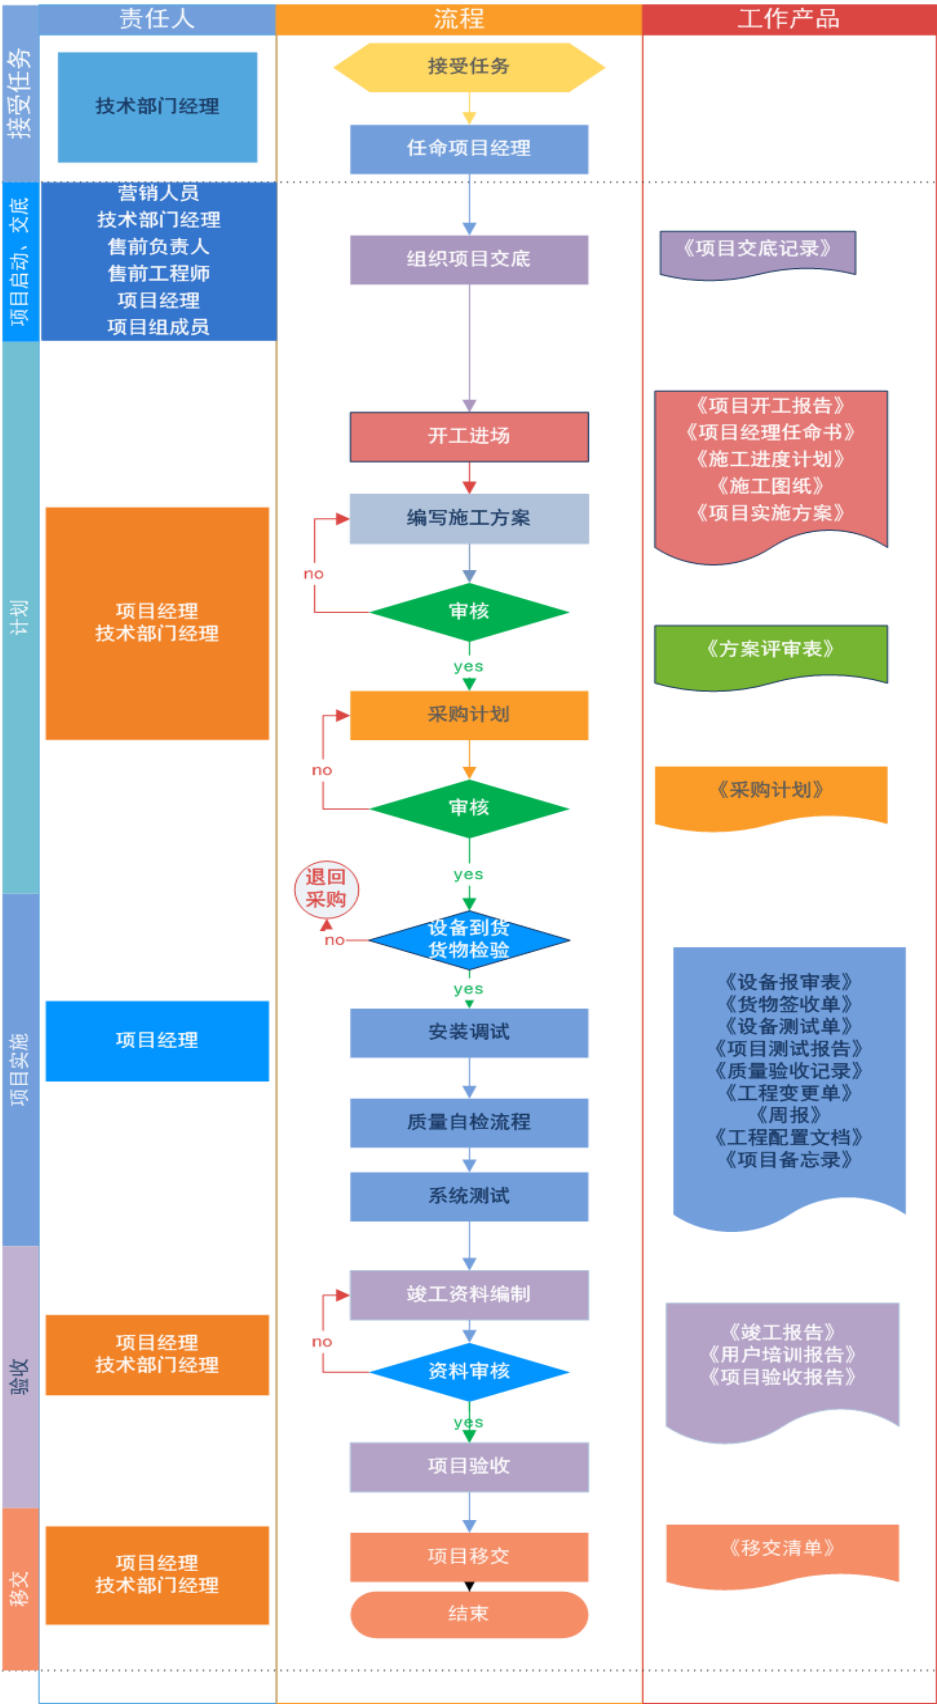 责任人
流程
工作产品
接受任务
技术部门经理
接受任务
任命项目经理
项目启动、交底
营销人员
技术部门经理
售前负责人
售前工程师
项目经理
项目组成员
组织项目交底
《项目交底记录》
计划
项目经理
技术部门经理
开工进场
编写施工方案
no
审核
yes
采购计划
no
审核
yes
《项目开工报告》
《项目经理任命书》
《施工进度计划》
《施工图纸》
《项目实施方案》
《方案评审表》
《采购计划》
项目实施
项目经理
退回
采购
no
设备到货
货物检验
yes
安装调试
质量自检流程
系统测试
《设备报审表》
《货物签收单》
《设备测试单》
《项目测试报告》
《质量验收记录》
《工程变更单》
《周报》
《工程配置文档》
《项目备忘录》
验收
项目经理
技术部门经理
竣工资料编制
no
资料审核
yes
项目验收
《竣工报告》
《用户培训报告》
《项目验收报告》
移交
项目经理
技术部门经理
项目移交
结束
《移交清单》